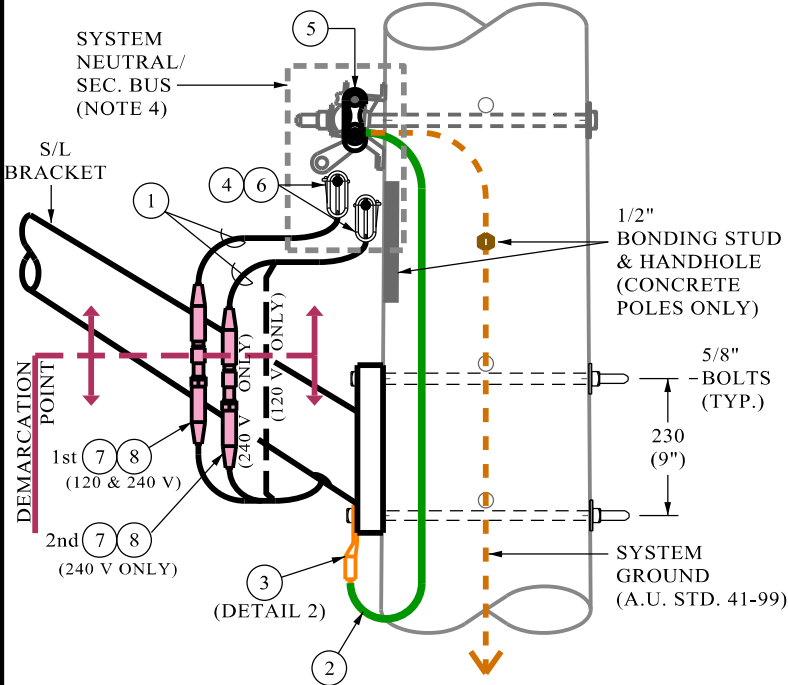 5
SYSTEM
NEUTRAL/
SEC. BUS
(NOTE 4)
S/L
BRACKET
1
4 6
1/2"
BONDING STUD
& HANDHOLE
(CONCRETE
POLES ONLY)
DEMARCATION
POINT
(240 V ONLY)
(120 V ONLY)
5/8"
BOLTS
(TYP.)
230
(9")
1st 7 8
(120 & 240 V)
2nd 7 8
(240 V ONLY)
3
(DETAIL 2)
2
SYSTEM
GROUND
(A.U. STD. 41-99)